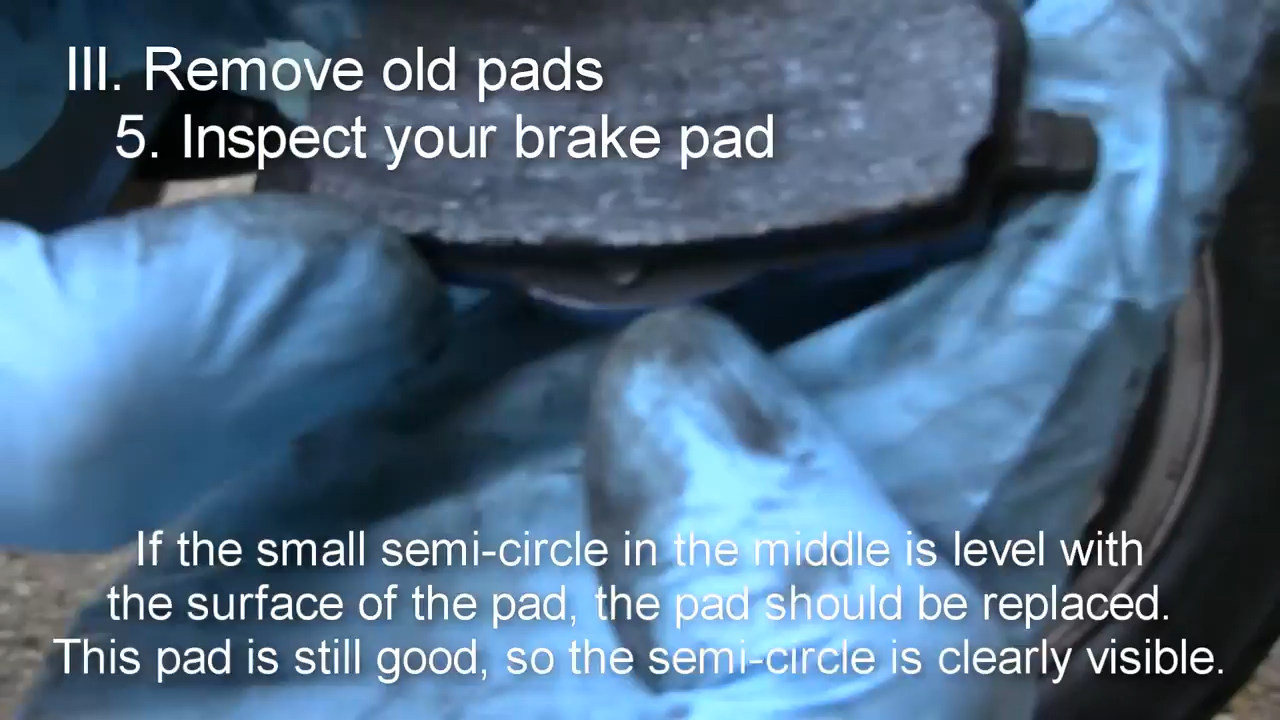 III. Remove old pads
5. Inspect your brake pad
If the small semi-circle in the middle is level with
the surface of the pad, the pad should be replaced.
This pad is still good, so the semi-circle is clearly visible.